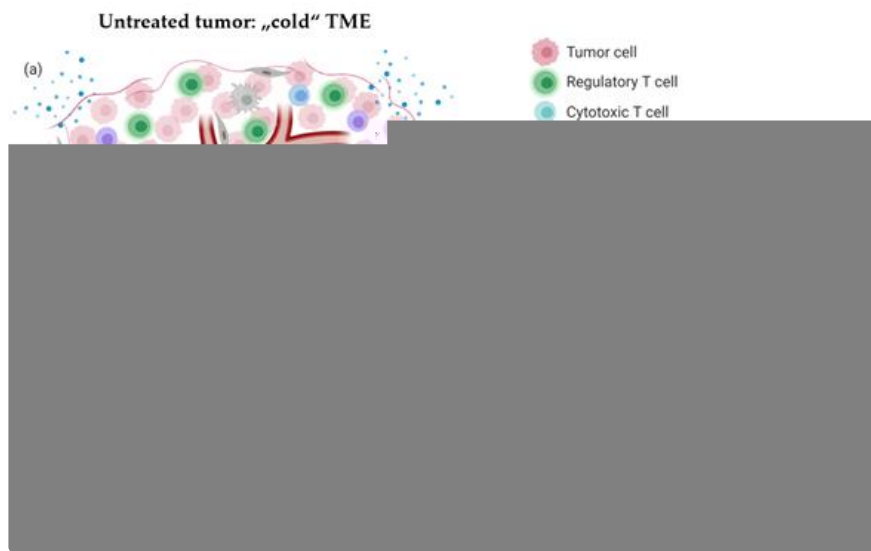 Untreated tumor: „cold“ TME
(a)
Tumor cell
Regulatory T cell
Cytotoxic T cell